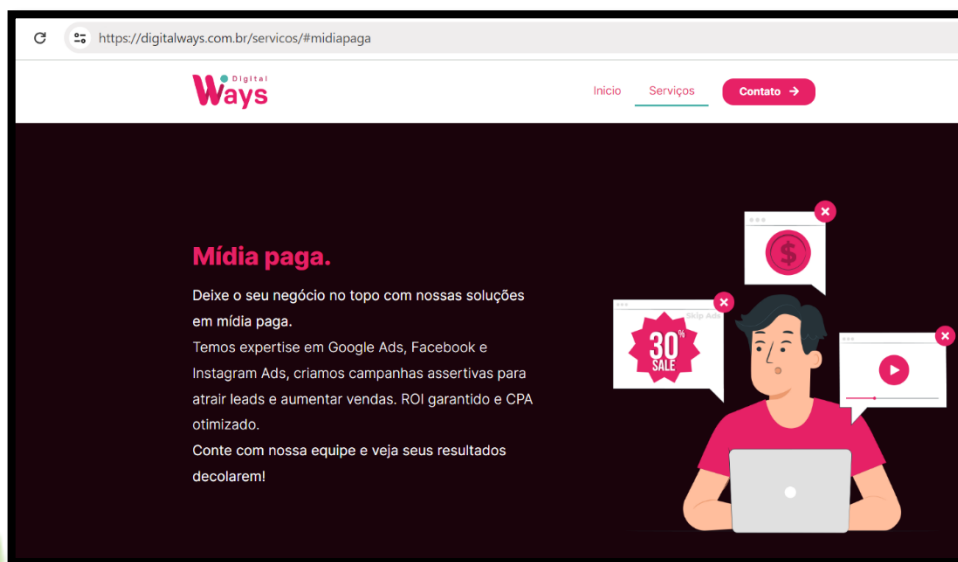 https://digitalways.com.br/servicos/#midiapaga
Digital
Ways
Inicio Serviços Contato →
Mídia paga.
Deixe o seu negócio no topo com nossas soluções
em mídia paga.
Temos expertise em Google Ads, Facebook e
Instagram Ads, criamos campanhas assertivas para
atrair leads e aumentar vendas. ROI garantido e CPA
otimizado.
Conte com nossa equipe e veja seus resultados
decolarem!
$
Skip Ads
30%
SALE